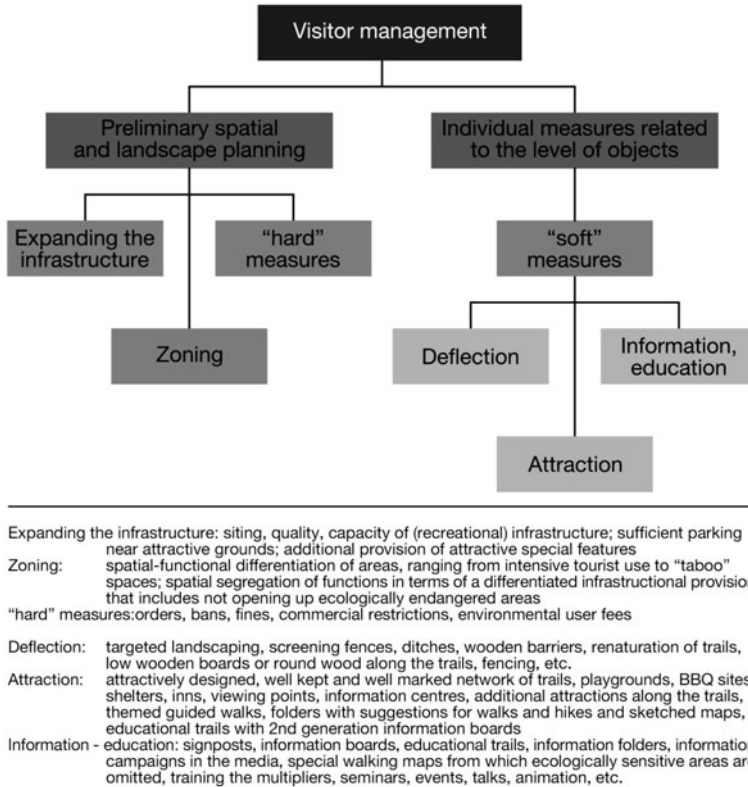 Visitor management
Preliminary spatial
and landscape planning
Individual measures related
to the level of objects
Expanding the
infrastructure
“hard”
measures
“soft”
measures
Zoning
Deflection
Information,
education
Attraction
Expanding the infrastructure: siting, quality, capacity of (recreational) infrastructure; sufficient parking
near attractive grounds; additional provision of attractive special features
Zoning: spatial-functional differentiation of areas, ranging from intensive tourist use to “taboo”
spaces; spatial segregation of functions in terms of a differentiated infrastructional provision
that includes not opening up ecologically endangered areas
“hard” measures:orders, bans, fines, commercial restrictions, environmental user fees
Deflection: targeted landscaping, screening fences, ditches, wooden barriers, renaturation of trails,
low wooden boards or round wood along the trails, fencing, etc.
Attraction: attractively designed, well kept and well marked network of trails, playgrounds, BBQ sites
shelters, inns, viewing points, information centres, additional attractions along the trails,
themed guided walks, folders with suggestions for walks and hikes and sketched maps,
educational trails with 2nd generation information boards
Information - education: signposts, information boards, educational trails, information folders, information
campaigns in the media, special walking maps from which ecologically sensitive areas are
omitted, training the multipliers, seminars, events, talks, animation, etc.